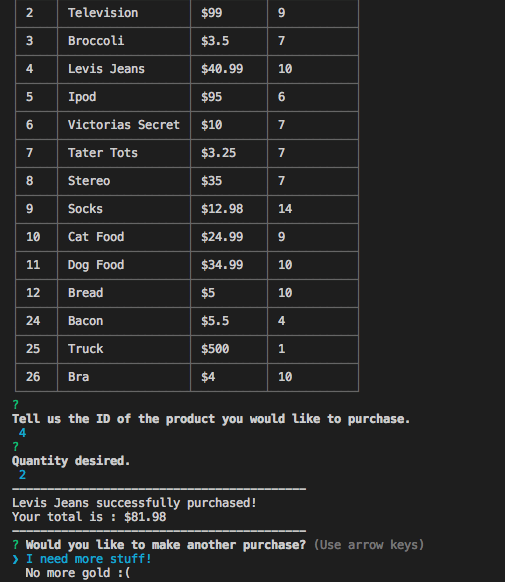 2 Television $99 9
3 Broccoli $3.5 7
4 Levis Jeans $40.99 10
5 Ipod $95 6
6 Victorias Secret $10 7
7 Tater Tots $3.25 7
8 Stereo $35 7
9 Socks $12.98 14
10 Cat Food $24.99 9
11 Dog Food $34.99 10
12 Bread $5 10
24 Bacon $5.5 4
25 Truck $500 1
26 Bra $4 10
?
Tell us the ID of the product you would like to purchase.
4
?
Quantity desired.
2
------------------------------------------
Levis Jeans successfully purchased!
Your total is : $81.98
------------------------------------------
? Would you like to make another purchase? (Use arrow keys)
❯ I need more stuff!
No more gold :(